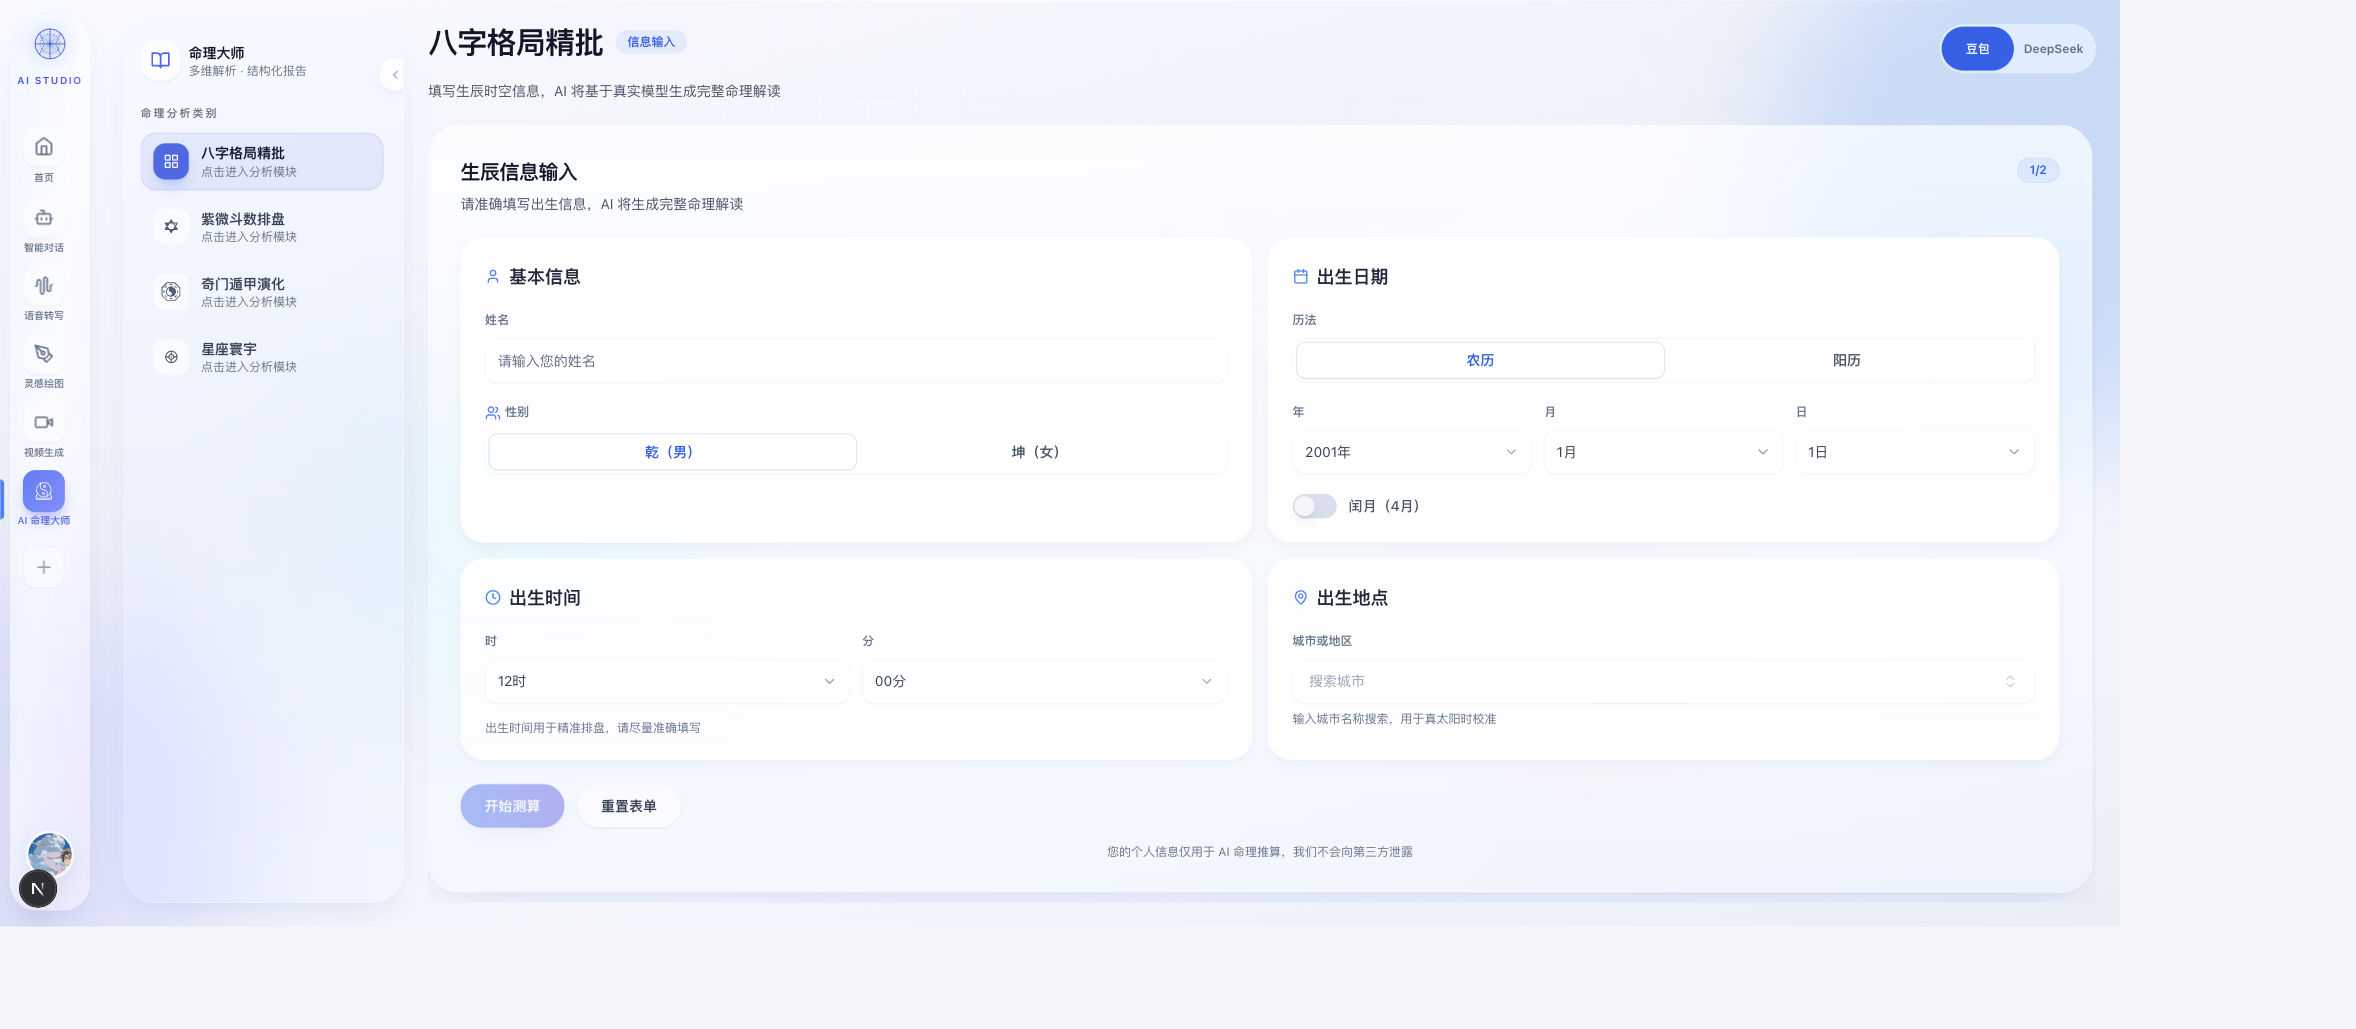 AI STUDIO
首页
智能对话
语音转写
灵感绘图
视频生成
AI 命理大师
N
命理大师
多维解析 · 结构化报告
命理分析类别
八字格局精批
点击进入分析模块
紫微斗数排盘
点击进入分析模块
奇门遁甲演化
点击进入分析模块
星座寰宇
点击进入分析模块
八字格局精批
信息输入
填写生辰时空信息，AI 将基于真实模型生成完整命理解读
豆包
DeepSeek
生辰信息输入
1/2
请准确填写出生信息，AI 将生成完整命理解读
基本信息
姓名
请输入您的姓名
性别
乾（男）
坤（女）
出生日期
历法
农历
阳历
年
月
日
2001年
1月
1日
闰月（4月）
出生时间
时
分
12时
00分
出生时间用于精准排盘，请尽量准确填写
出生地点
城市或地区
搜索城市
输入城市名称搜索，用于真太阳时校准
开始测算
重置表单
您的个人信息仅用于 AI 命理推算，我们不会向第三方泄露